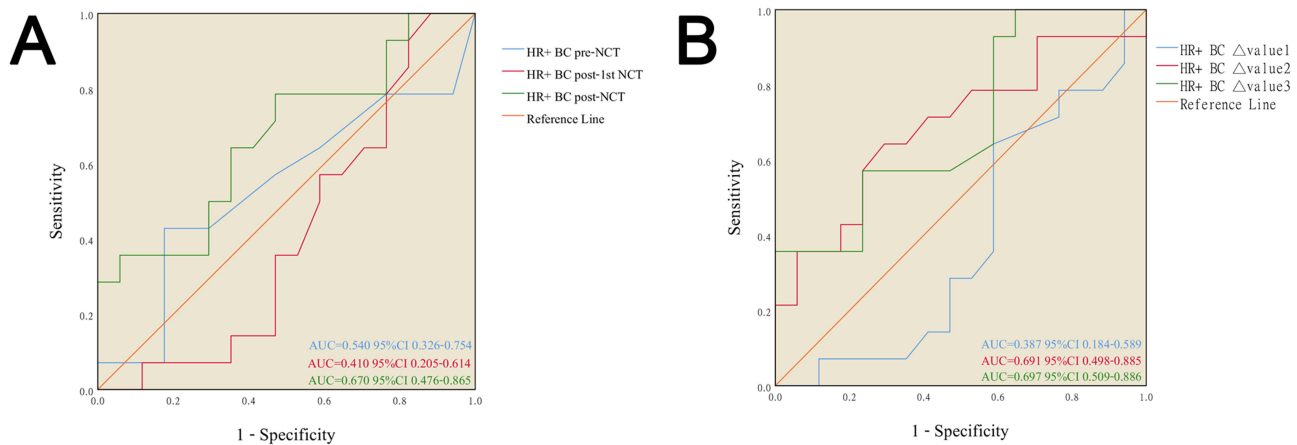 A
1.0
0.8
0.6
0.4
0.2
0.0
Sensitivity
0.0
0.2
0.4
0.6
0.8
1.0
1 - Specificity
AUC=0.540 95%CI 0.326-0.754
AUC=0.410 95%CI 0.205-0.614
AUC=0.670 95%CI 0.476-0.865
HR+ BC pre-NCT
HR+ BC post-1st NCT
HR+ BC post-NCT
Reference Line
B
1.0
0.8
0.6
0.4
0.2
0.0
Sensitivity
0.0
0.2
0.4
0.6
0.8
1.0
1 - Specificity
AUC=0.387 95%CI 0.184-0.589
AUC=0.691 95%CI 0.498-0.885
AUC=0.697 95%CI 0.509-0.886
HR+ BC △value1
HR+ BC △value2
HR+ BC △value3
Reference Line